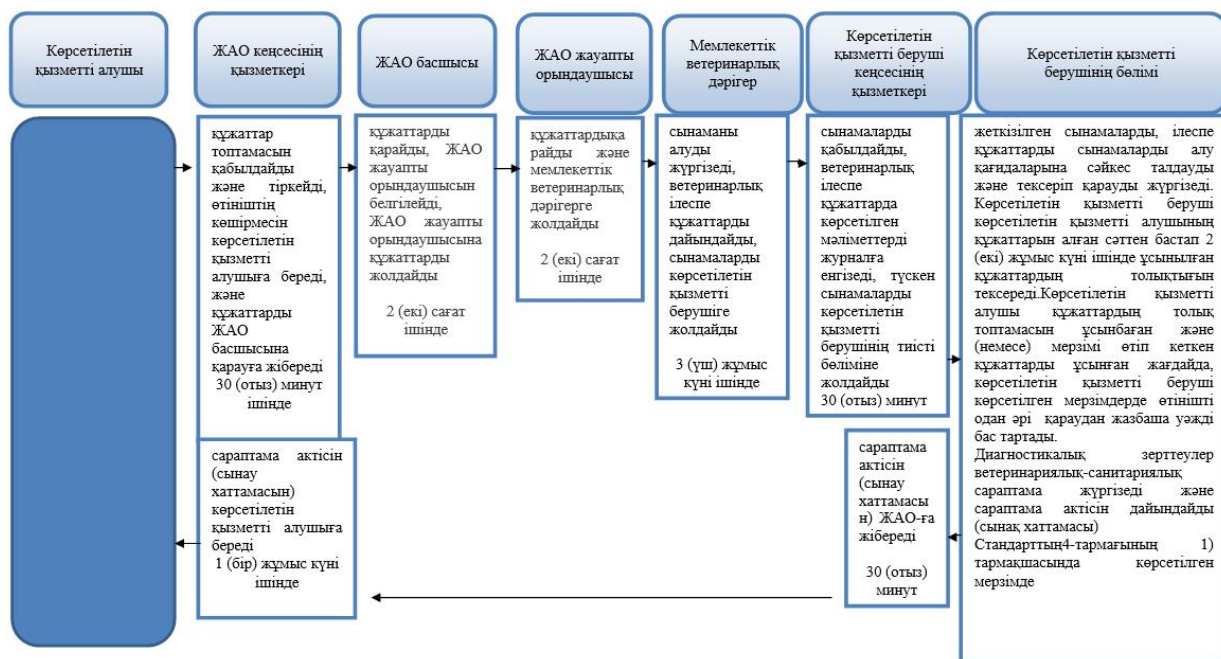 Көрсетілетін
қызметті алушы
ЖАО кеңсесінің
қызметкері
ЖАО басшысы
ЖАО жауапты
орындаушысы
Мемлекеттік
ветеринарлық
дәрігер
Көрсетілетін
қызметті беруші
кеңсесінің
қызметкері
Көрсетілетін қызметті
берушінің бөлімі
құжаттар
топтамасын
қабылдайды
және тіркейді,
өтініштің
көшірмесін
көрсетілетін
қызметті
алушыға береді,
және
құжаттарды
ЖАО
басшысына
қарауға жібереді
30 (отыз) минут
ішінде
құжаттарды
қарайды, ЖАО
жауапты
орындаушысын
белгілейді,
ЖАО жауапты
орындаушысына
құжаттарды
жолдайды
2 (екі) сағат
ішінде
құжаттардықа
райды және
мемлекеттік
ветеринарлық
дәрігерге
жолдайды
2 (екі) сағат
ішінде
сынаманы
алуды
жүргізеді,
ветеринарлық
ілеспе
құжаттарды
дайындайды,
сынамаларды
көрсетілетін
қызметті
берушіге
жолдайды
3 (үш) жұмыс
күні ішінде
сынамаларды
қабылдайды,
ветеринарлық
ілеспе
құжаттарда
көрсетілген
мәліметтерді
журналға
енгізеді, түскен
сынамаларды
көрсетілетін
қызметті
берушінің тиісті
бөліміне
жолдайды
30 (отыз) минут
жеткізілген сынамаларды, ілеспе
құжаттарды сынамаларды алу
қағидаларына сәйкес талдауды
және тексеріп қарауды жүргізеді.
Көрсетілетін қызметті беруші
көрсетілетін қызметті алушының
құжаттарын алған сәттен бастап 2
(екі) жұмыс күні ішінде ұсынылған
құжаттардың толықтығын
тексереді.Көрсетілетін қызметті
алушы құжаттардың толық
топтамасын ұсынбаған және
(немесе) мерзімі өтіп кеткен
құжаттарды ұсынған жағдайда,
көрсетілетін қызметті беруші
көрсетілген мерзімдерде өтінішті
одан әрі қараудан жазбаша уәжді
бас тартады.
Диагностикалық зерттеулер
ветеринариялық-санитариялық
сараптама жүргізеді және
сараптама актісін дайындайды
(сынақ хаттамасы)
Стандарттың4-тармағының 1)
тармақшасында көрсетілген
мерзімде
сараптама актісін
(сынау
хаттамасын)
көрсетілетін
қызметті алушыға
береді
1 (бір) жұмыс күні
ішінде
сараптама
актісін
(сынау
хаттамасы
н) ЖАО-ға
жібереді
30 (отыз)
минут